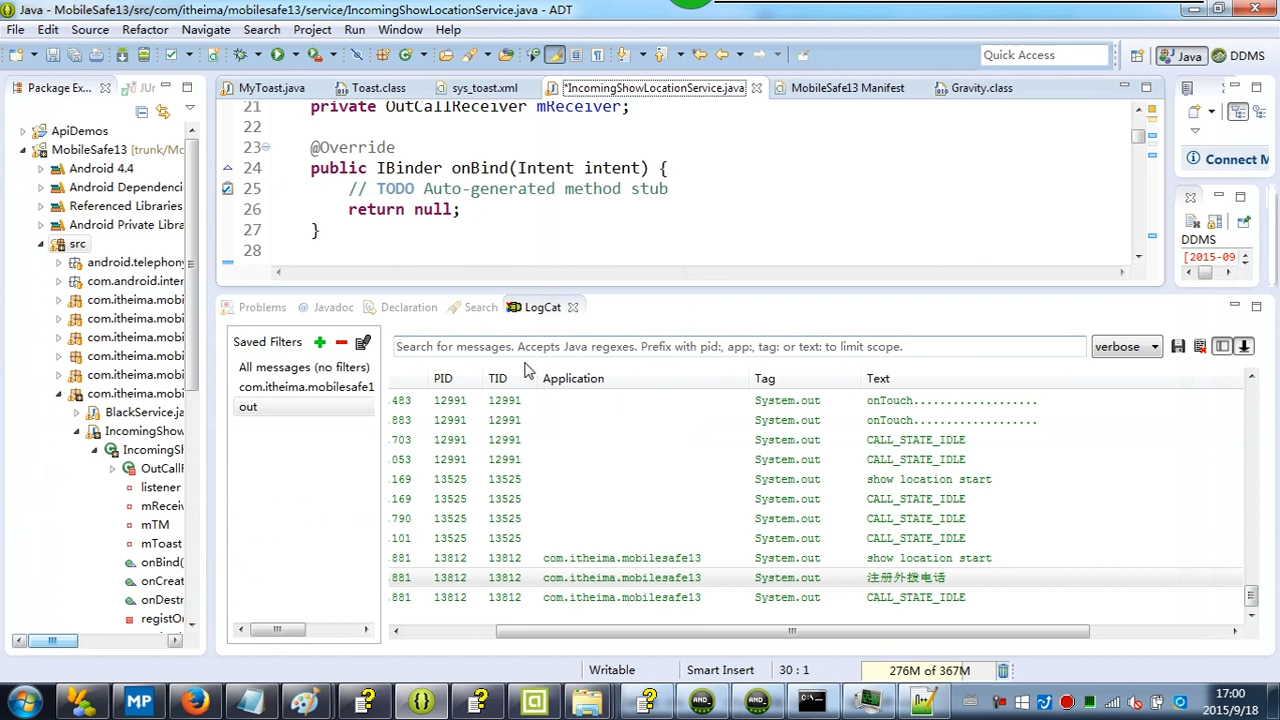 Java - MobileSafe13/src/com/itheima/mobilesafe13/service/IncomingShowLocationService.java - ADT
File Edit Source Refactor Navigate Search Project Run Window Help
Quick Access
Java
DDMS
Package Ex...
JUr
MyToast.java
Toast.class
sys_toast.xml
*IncomingShowLocationService.java
MobileSafe13 Manifest
Gravity.class
ApiDemos
MobileSafe13 [trunk/Mo
Android 4.4
Android Dependenci
Referenced Libraries
Android Private Libra
src
android.telephony
com.android.inter
com.itheima.mobi
com.itheima.mobi
com.itheima.mobi
com.itheima.mobi
com.itheima.mobi
com.itheima.mobi
BlackService.ja
IncomingShow
IncomingS
OutCallR
listener
mRecei
mTM
mToast
onBind(
onCrea
onDestr
registOu
21 private OutCallReceiver mReceiver;
22
23 @Override
24 public IBinder onBind(Intent intent) {
25 // TODO Auto-generated method stub
26 return null;
27 }
28
Connect M
DDMS
[2015-09
Problems
Javadoc
Declaration
Search
LogCat
Saved Filters
All messages (no filters)
com.itheima.mobilesafe1
out
Search for messages. Accepts Java regexes. Prefix with pid:, app:, tag: or text: to limit scope.
verbose
PID TID Application Tag Text
.483 12991 12991 System.out onTouch...................
.883 12991 12991 System.out onTouch...................
.703 12991 12991 System.out CALL_STATE_IDLE
.053 12991 12991 System.out CALL_STATE_IDLE
.169 13525 13525 System.out show location start
.169 13525 13525 System.out CALL_STATE_IDLE
.790 13525 13525 System.out CALL_STATE_IDLE
.101 13525 13525 System.out CALL_STATE_IDLE
.881 13812 13812 com.itheima.mobilesafe13 System.out show location start
.881 13812 13812 com.itheima.mobilesafe13 System.out 注册外拨电话
.881 13812 13812 com.itheima.mobilesafe13 System.out CALL_STATE_IDLE
Writable
Smart Insert
30 : 1
276M of 367M
17:00
2015/9/18